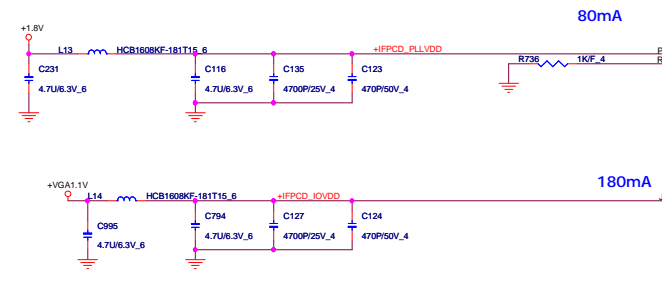 80mA
+1.8V
L13 HCB1608KF-181T15_6 +IFPCD_PLLVDD
R736 1K/F_4
C231 C116 C135 C123
4.7U/6.3V_6 4.7U/6.3V_6 4700P/25V_4 470P/50V_4
180mA
+VGA1.1V
L14 HCB1608KF-181T15_6 +IFPCD_IOVDD
C995 C794 C127 C124
4.7U/6.3V_6 4.7U/6.3V_6 4700P/25V_4 470P/50V_4